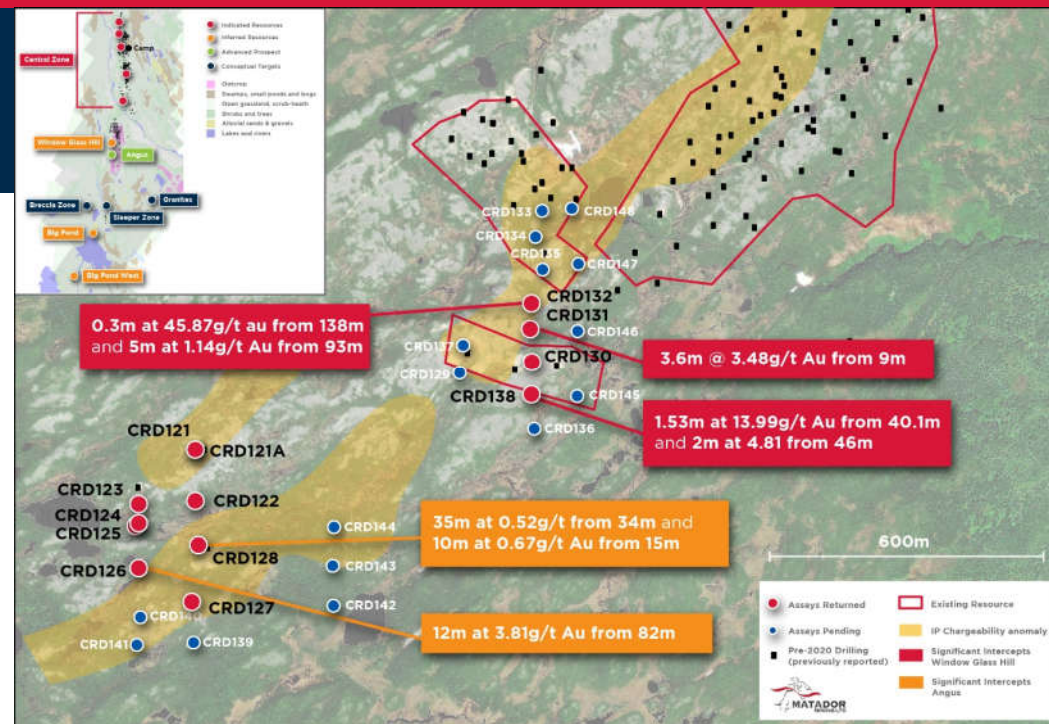 Central Zone
Camp
Window Glass Hill
Angus
Breccia Zone
Sleeper Zone
Granites
Big Pond
Big Pond West
Indicated Resources
Inferred Resources
Advanced Prospect
Conceptual Targets
Outcrop
Swamps, small ponds and bogs
Open grassland, scrub-heath
Shrubs and trees
Alluvial sands & gravels
Lakes and rivers
CRD133
CRD148
CRD134
CRD135
CRD147
CRD132
CRD131
CRD146
0.3m at 45.87g/t au from 138m
and 5m at 1.14g/t Au from 93m
CRD137
CRD130
3.6m @ 3.48g/t Au from 9m
CRD129
CRD138
CRD145
CRD136
1.53m at 13.99g/t Au from 40.1m
and 2m at 4.81 from 46m
CRD121
CRD121A
CRD123
CRD122
CRD124
CRD125
CRD144
35m at 0.52g/t from 34m and
10m at 0.67g/t Au from 15m
CRD128
CRD126
CRD143
CRD127
CRD142
12m at 3.81g/t Au from 82m
CRD141
CRD139
600m
Assays Returned
Assays Pending
Pre-2020 Drilling
(previously reported)
Existing Resource
IP Chargeability anomaly
Significant Intercepts
Window Glass Hill
Significant Intercepts
Angus
MATADOR